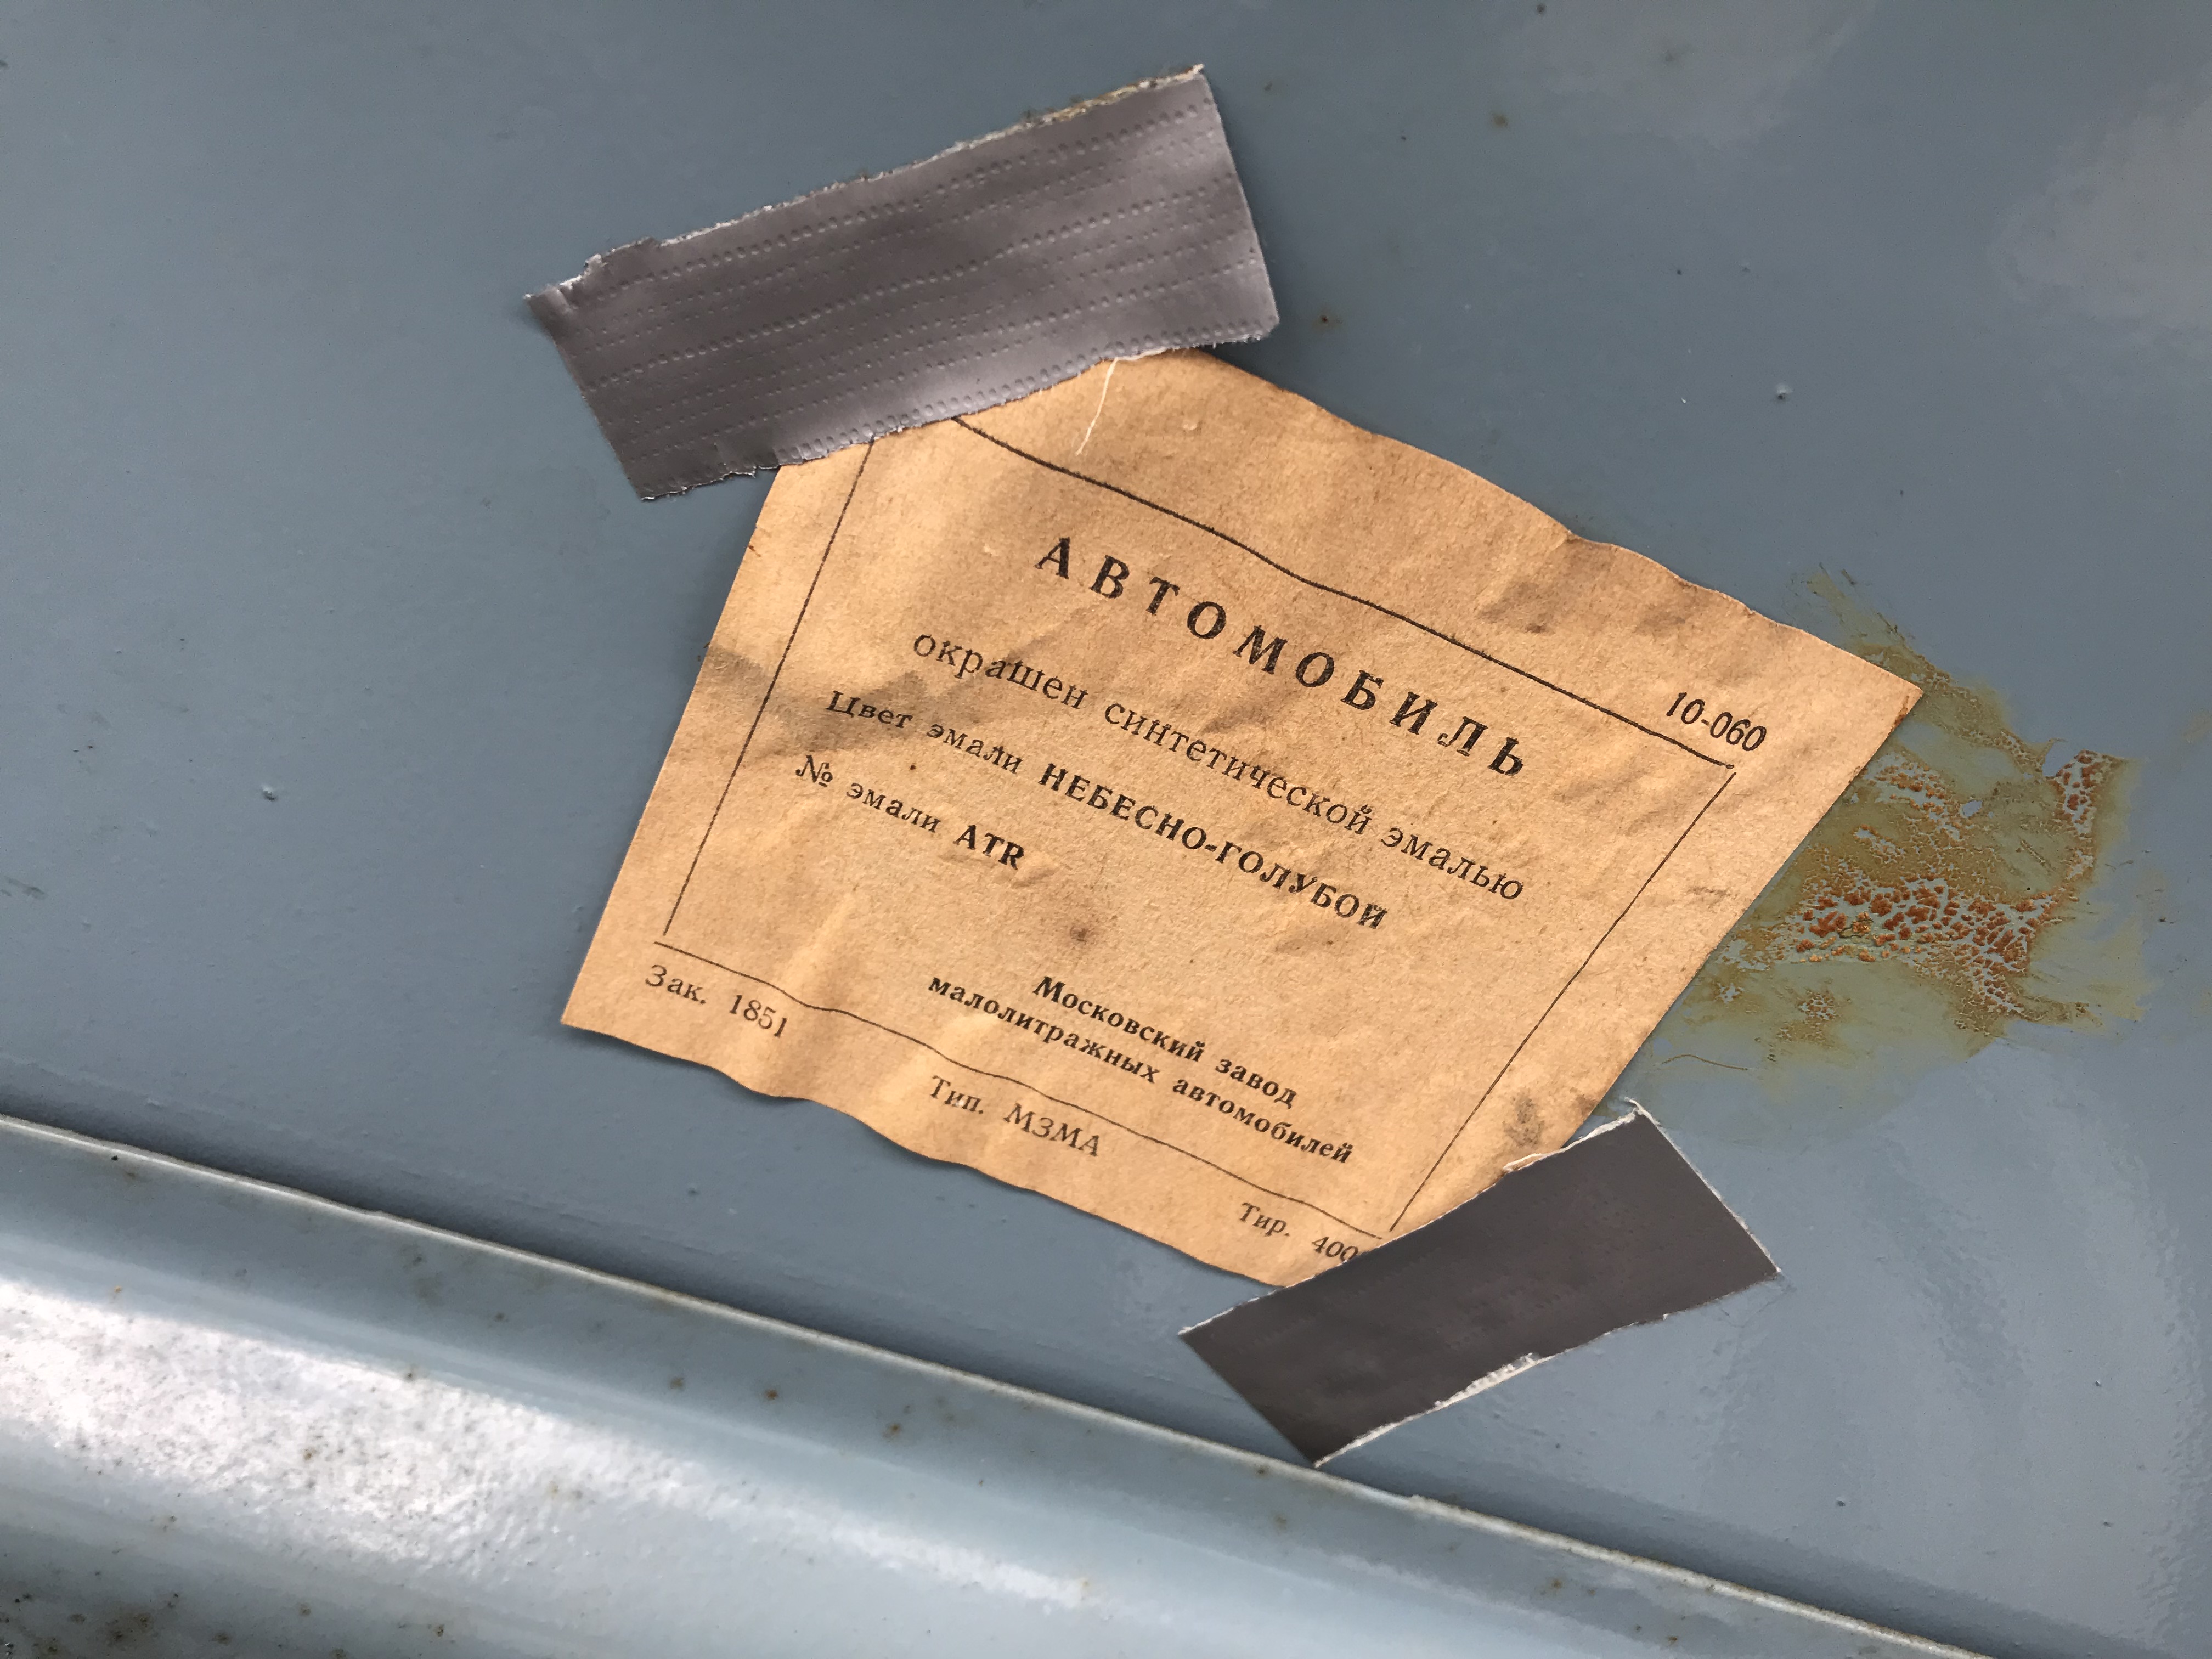 10-060
АВТОМОБИЛЬ
окрашен синтетической эмалью
Цвет эмали НЕБЕСНО-ГОЛУБОЙ
№ эмали ATR
Московский завод
малолитражных автомобилей
Зак. 1851
Тип. МЗМА
Тир.